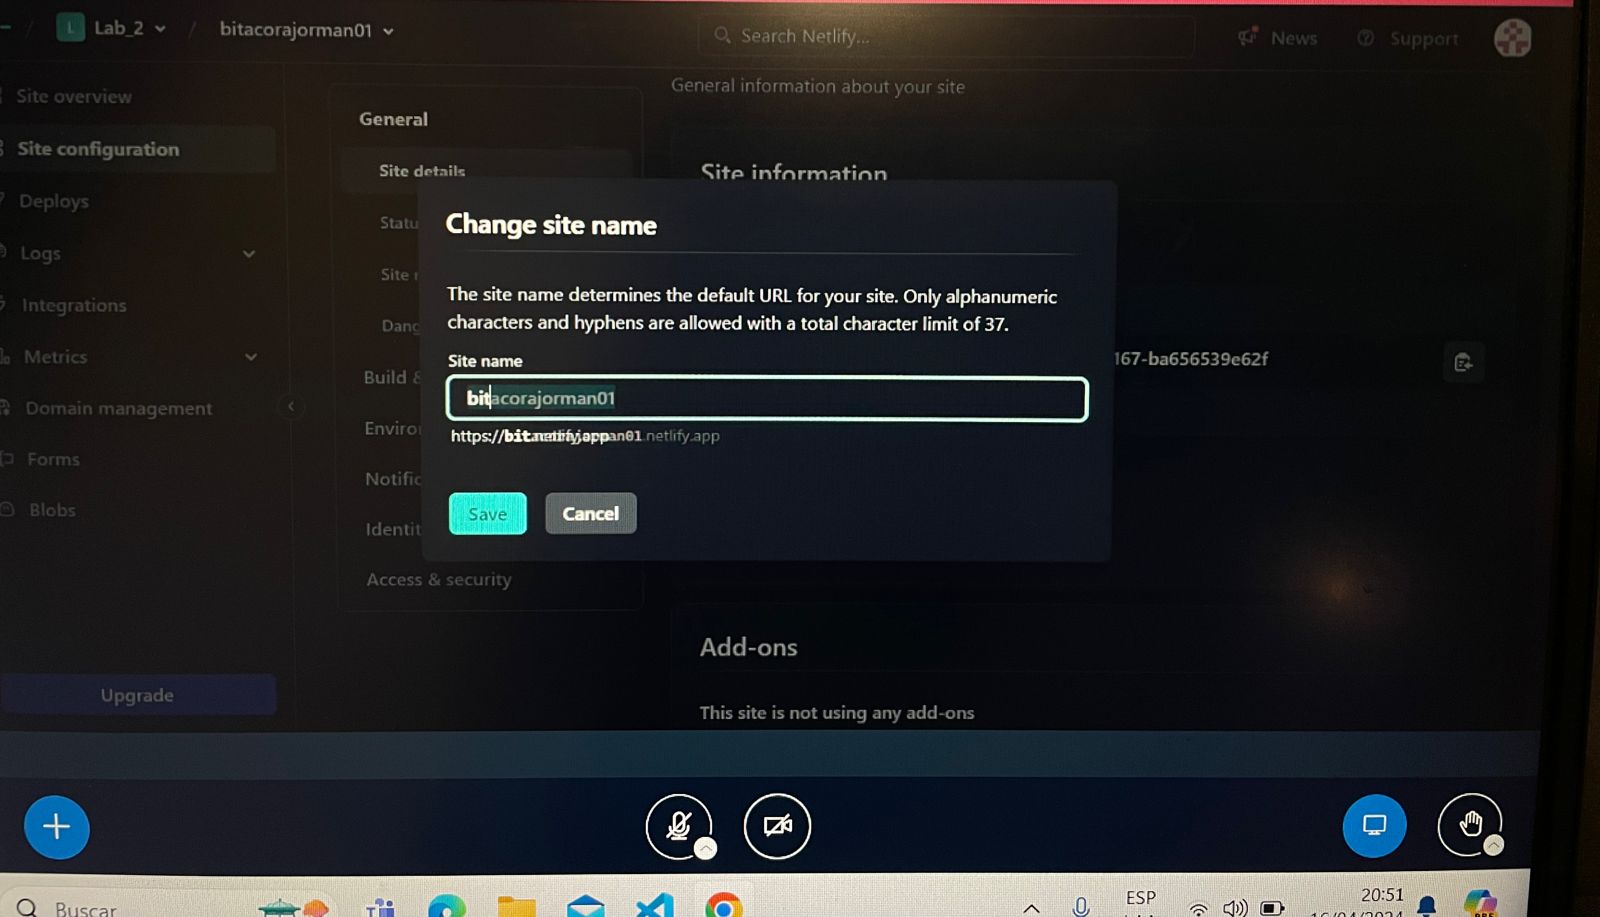 L Lab_2 / bitacorajorman01
Search Netlify...
News
Support
Site overview
Site configuration
Deploys
Logs
Integrations
Metrics
Domain management
Forms
Blobs
Upgrade
General
Site details
Statu
Site
Dang
Build &
Enviro
Notific
Identit
Access & security
General information about your site
Site information
167-ba656539e62f
Change site name
The site name determines the default URL for your site. Only alphanumeric
characters and hyphens are allowed with a total character limit of 37.
Site name
bitacorajorman01
https://bit
.netlify.app
Save
Cancel
Add-ons
This site is not using any add-ons
Buscar
ESP
20:51